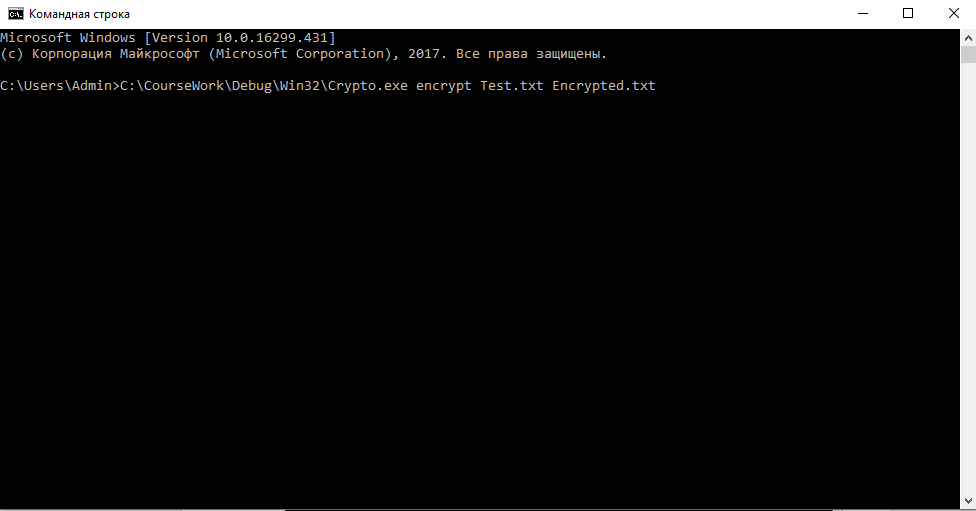 Командная строка
Microsoft Windows [Version 10.0.16299.431]
(c) Корпорация Майкрософт (Microsoft Corporation), 2017. Все права защищены.
C:\Users\Admin>C:\CourseWork\Debug\Win32\Crypto.exe encrypt Test.txt Encrypted.txt